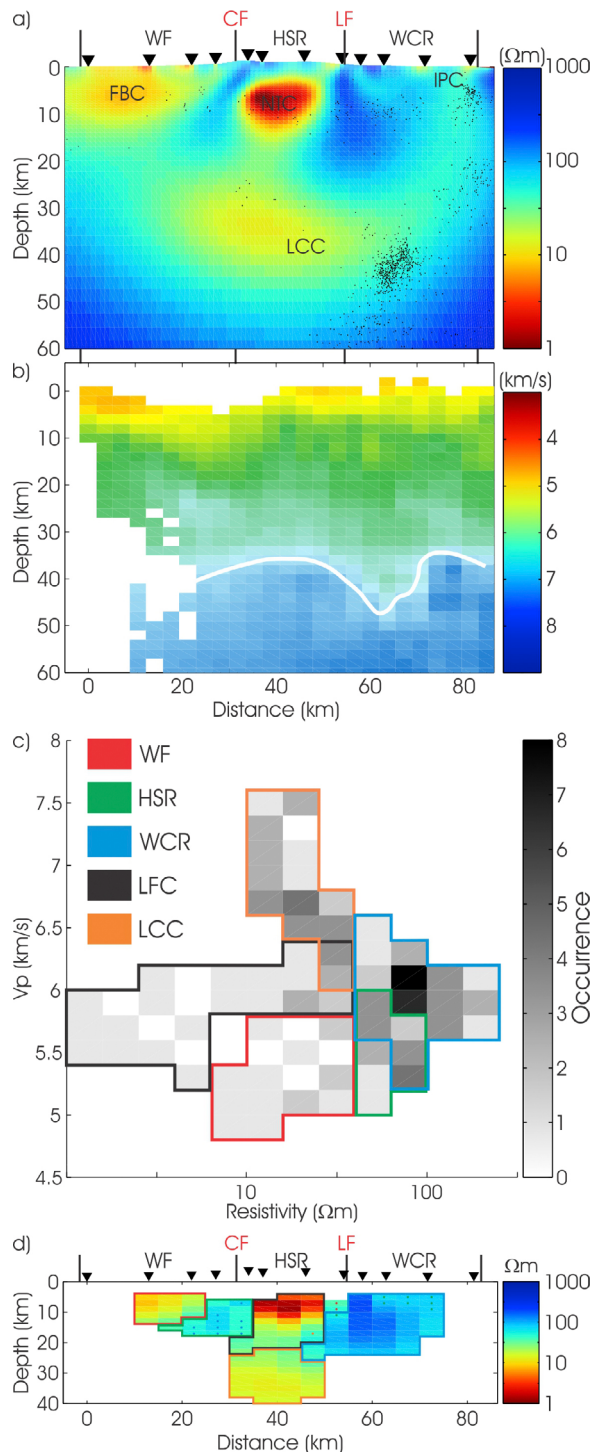 a)
CF
LF
WF
HSR
WCR
(Ωm)
FBC
IPC
LCC
0
10
20
30
40
50
60
Depth (km)
1000
100
10
1
b)
(km/s)
0
10
20
30
40
50
60
Depth (km)
4
5
6
7
8
0
20
40
60
80
Distance (km)
c)
8
7.5
7
6.5
6
5.5
5
4.5
Vp (km/s)
WF
HSR
WCR
LFC
LCC
10
100
Resistivity (Ωm)
8
7
6
5
4
3
2
1
0
Occurrence
d)
CF
LF
WF
HSR
WCR
Ωm
0
10
20
30
40
Depth (km)
1000
100
10
1
0
20
40
60
80
Distance (km)